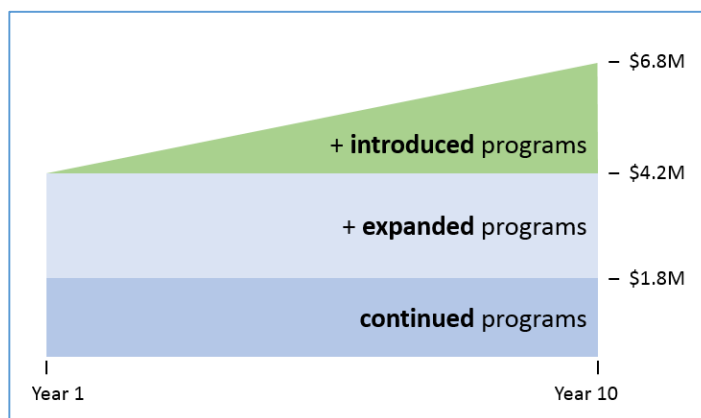 – $6.8M
+ introduced programs
– $4.2M
+ expanded programs
– $1.8M
continued programs
Year 1
Year 10